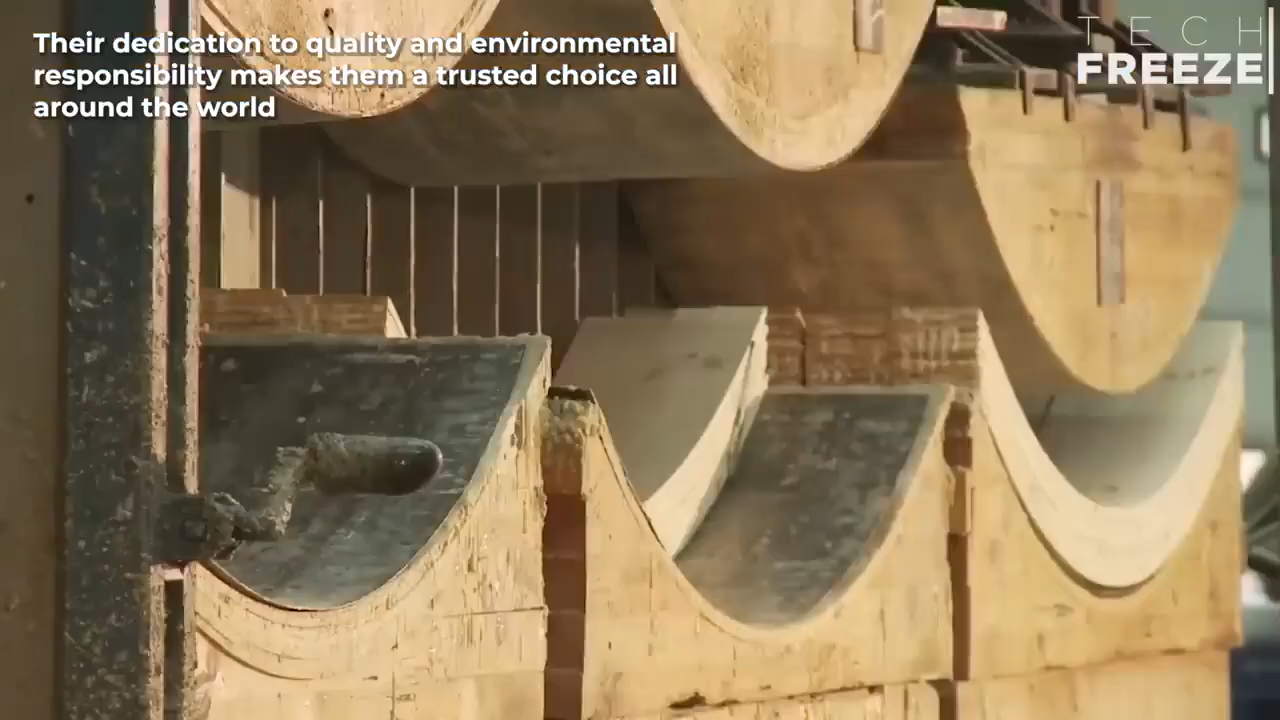 Their dedication to quality and environmental
responsibility makes them a trusted choice all
around the world
TECH
FREEZE